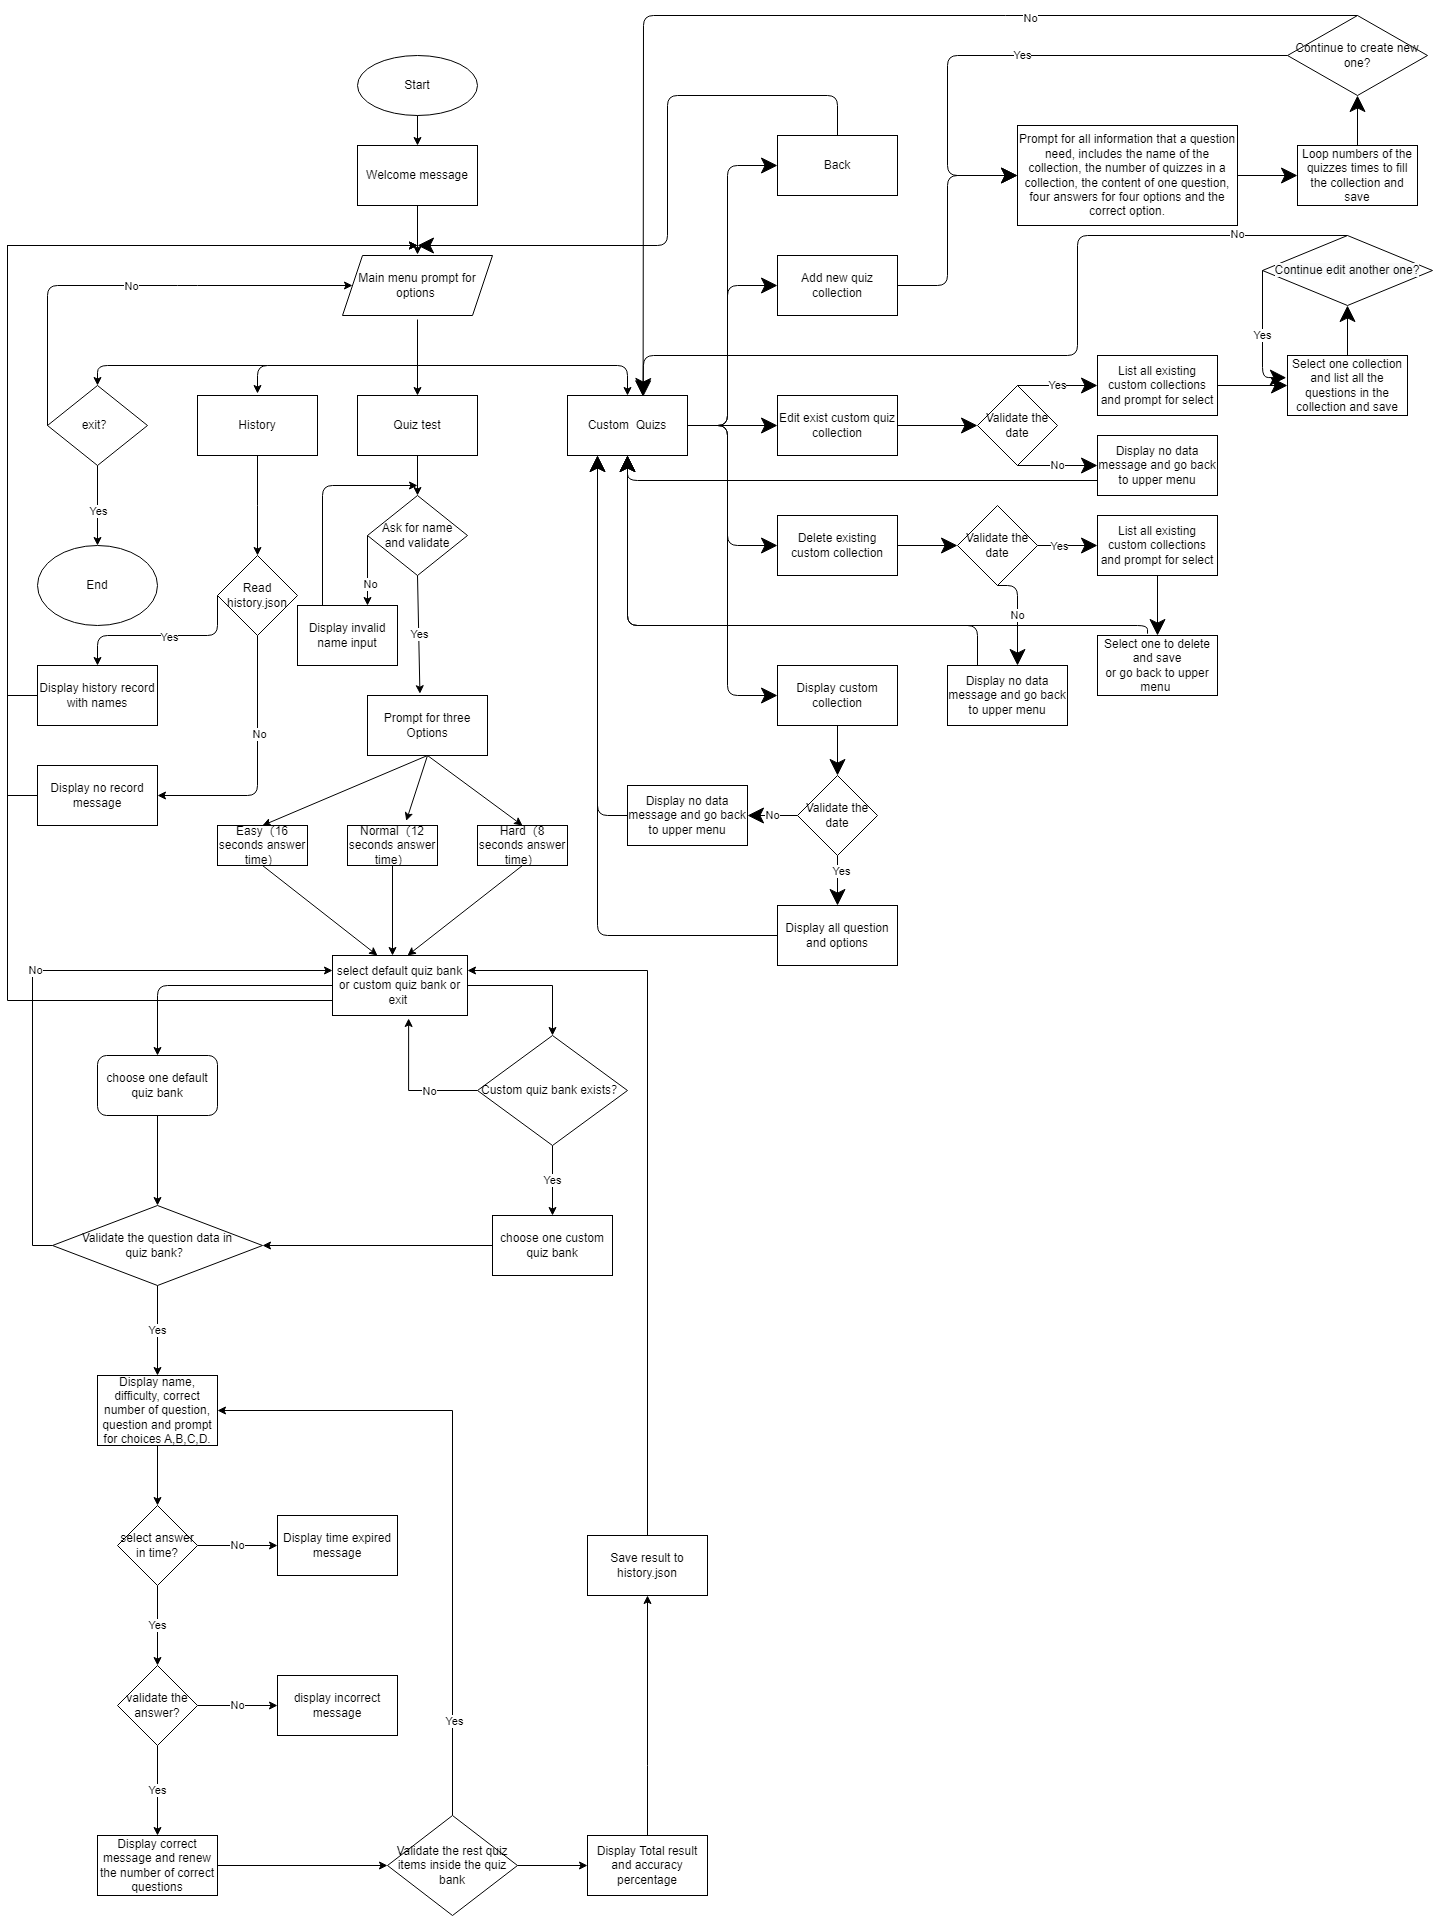 No
Continue to create new
one?
Yes
Start
Welcome message
Back
Prompt for all information that a question
need, includes the name of the
collection, the number of quizzes in a
collection, the content of one question,
four answers for four options and the
correct option.
Loop numbers of the
quizzes times to fill
the collection and
save
No
Main menu prompt for
options
No
Add new quiz
collection
Continue edit another one?
Yes
exit?
History
Quiz test
Custom  Quizs
Edit exist custom quiz
collection
Validate the
date
Yes
List all existing
custom collections
and prompt for select
Select one collection
and list all the
questions in the
collection and save
No
Display no data
message and go back
to upper menu
Yes
End
Ask for name
and validate
No
Display invalid
name input
Yes
Delete existing
custom collection
Validate the
date
Yes
List all existing
custom collections
and prompt for select
No
Read
history.json
Yes
Display history record
with names
No
Display no record
message
Prompt for three
Options
Display custom
collection
Display no data
message and go back
to upper menu
Select one to delete
and save
or go back to upper
menu
Easy（16
seconds answer
time）
Normal（12
seconds answer
time）
Hard（8
seconds answer
time）
Display no data
message and go back
to upper menu
No
Validate the
date
Yes
Display all question
and options
No
select default quiz bank
or custom quiz bank or
exit
choose one default
quiz bank
No
Custom quiz bank exists?
Yes
choose one custom
quiz bank
Validate the question data in
quiz bank?
Yes
Display name,
difficulty, correct
number of question,
question and prompt
for choices A,B,C,D.
select answer
in time?
No
Display time expired
message
Save result to
history.json
Yes
validate the
answer?
No
display incorrect
message
Yes
Yes
Display correct
message and renew
the number of correct
questions
Validate the rest quiz
items inside the quiz
bank
Display Total result
and accuracy
percentage